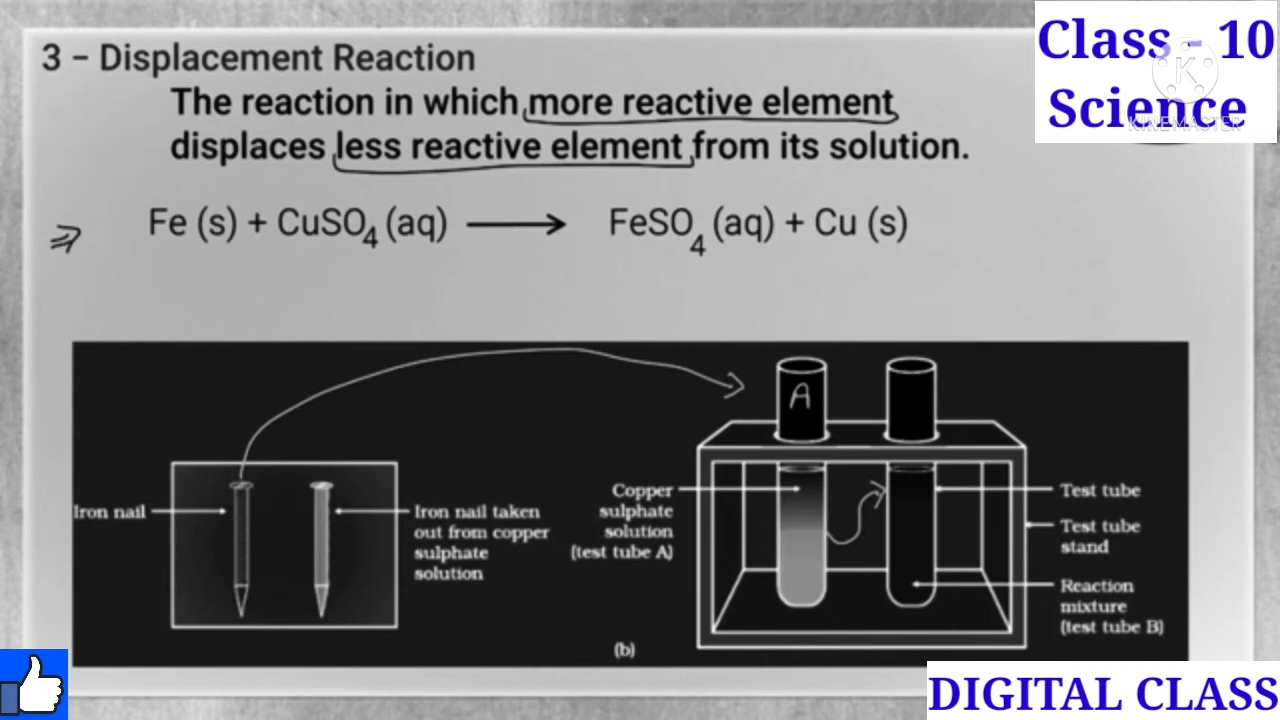 Class - 10
Science
KINEMASTER
3 – Displacement Reaction
The reaction in which more reactive element
displaces less reactive element from its solution.
Fe (s) + CuSO4 (aq) ⟶ FeSO4 (aq) + Cu (s)
A
Iron nail
Iron nail taken
out from copper
sulphate
solution
Copper
sulphate
solution
(test tube A)
Test tube
Test tube
stand
Reaction
mixture
(test tube B)
(b)
DIGITAL CLASS